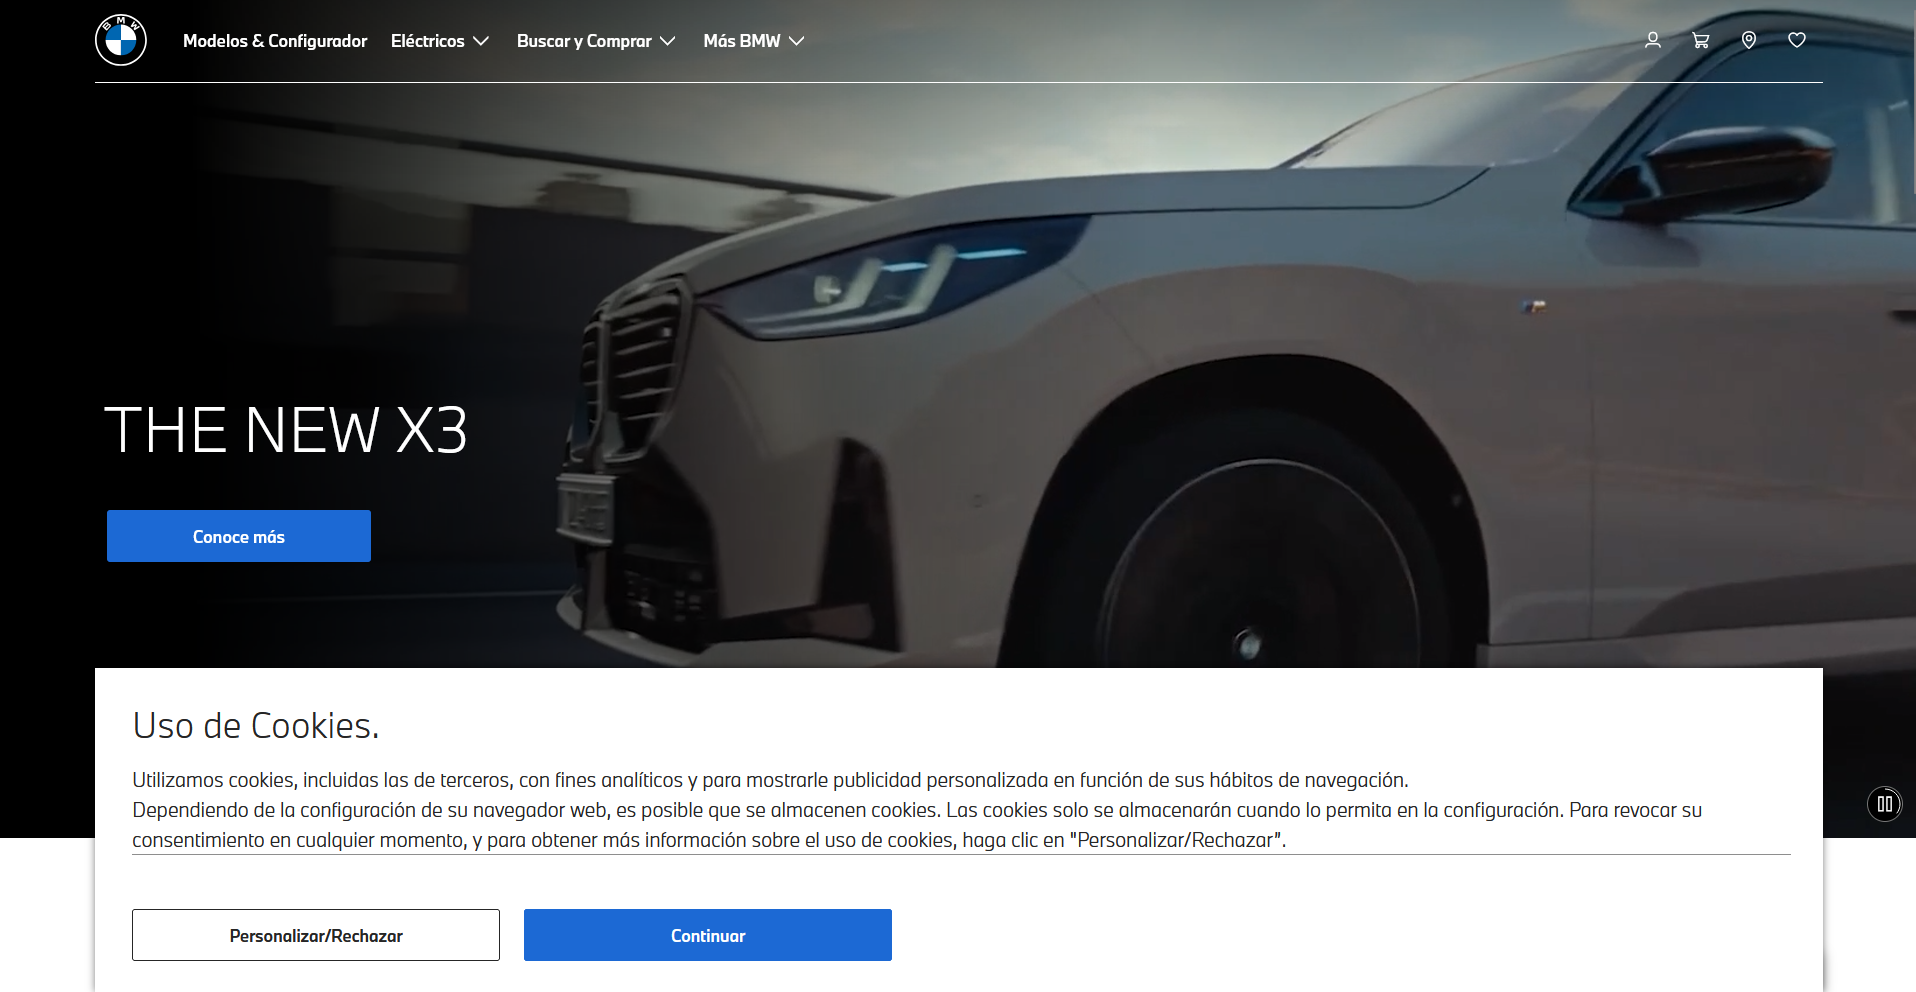 BMW
Modelos & Configurador Eléctricos Buscar y Comprar Más BMW
THE NEW X3
Conoce más
Uso de Cookies.
Utilizamos cookies, incluidas las de terceros, con fines analíticos y para mostrarle publicidad personalizada en función de sus hábitos de navegación.
Dependiendo de la configuración de su navegador web, es posible que se almacenen cookies. Las cookies solo se almacenarán cuando lo permita en la configuración. Para revocar su
consentimiento en cualquier momento, y para obtener más información sobre el uso de cookies, haga clic en "Personalizar/Rechazar”.
Personalizar/Rechazar Continuar